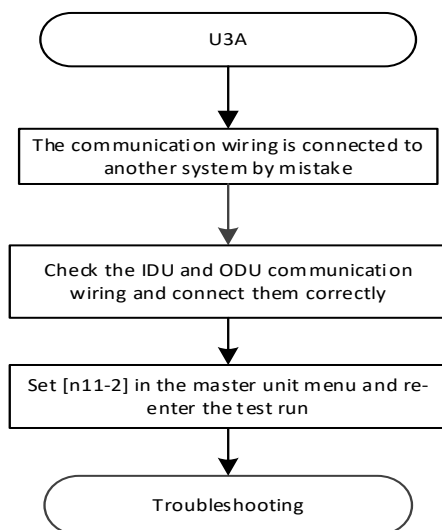 U3A
The communication wiring is connected to
another system by mistake
Check the IDU and ODU communication
wiring and connect them correctly
Set [n11-2] in the master unit menu and re-
enter the test run
Troubleshooting